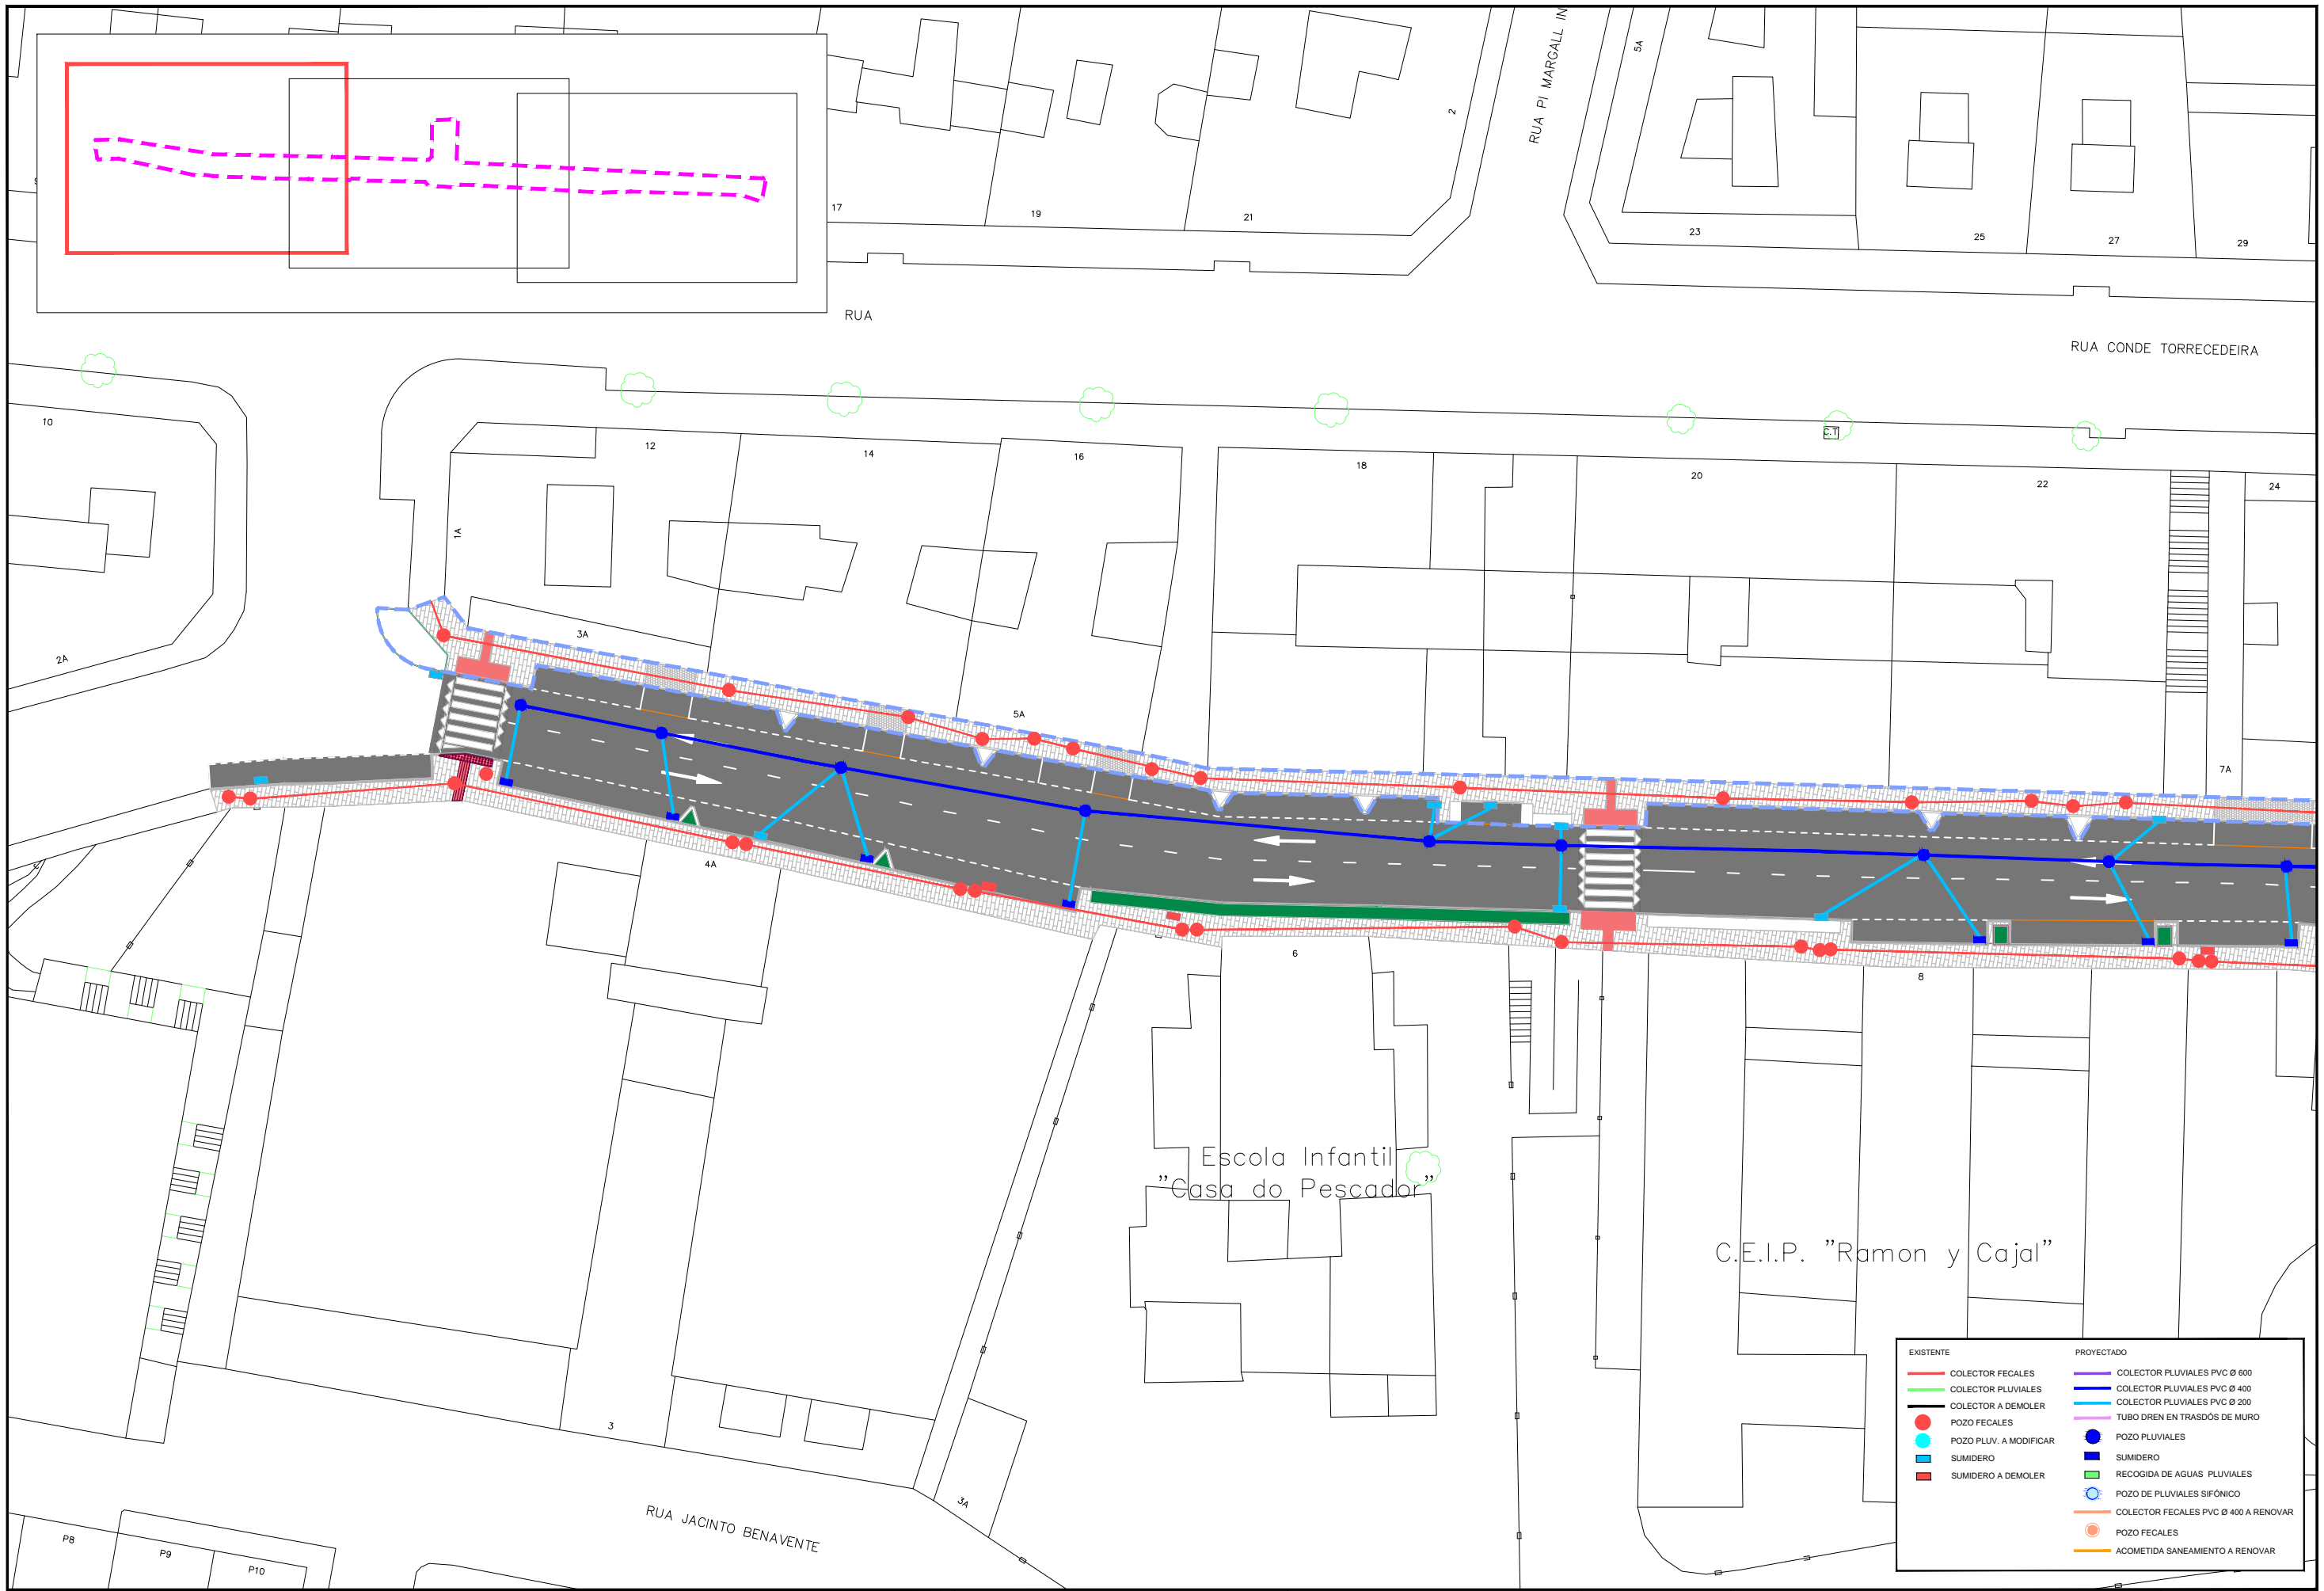 RUA PI MARGALL IN
5A
2
9
17
19
21
23
25
27
29
RUA
RUA CONDE TORRECEDEIRA
C.T.
10
12
14
16
18
20
22
24
1A
2A
3A
5A
7A
4A
6
8
Escola Infantil
"Casa do Pescador"
C.E.I.P. "Ramon y Cajal"
3
3A
RUA JACINTO BENAVENTE
P8
P9
P10
EXISTENTE
COLECTOR FECALES
COLECTOR PLUVIALES
COLECTOR A DEMOLER
POZO FECALES
POZO PLUV. A MODIFICAR
SUMIDERO
SUMIDERO A DEMOLER
PROYECTADO
COLECTOR PLUVIALES PVC Ø 600
COLECTOR PLUVIALES PVC Ø 400
COLECTOR PLUVIALES PVC Ø 200
TUBO DREN EN TRASDÓS DE MURO
POZO PLUVIALES
SUMIDERO
RECOGIDA DE AGUAS PLUVIALES
POZO DE PLUVIALES SIFÓNICO
COLECTOR FECALES PVC Ø 400 A RENOVAR
POZO FECALES
ACOMETIDA SANEAMIENTO A RENOVAR